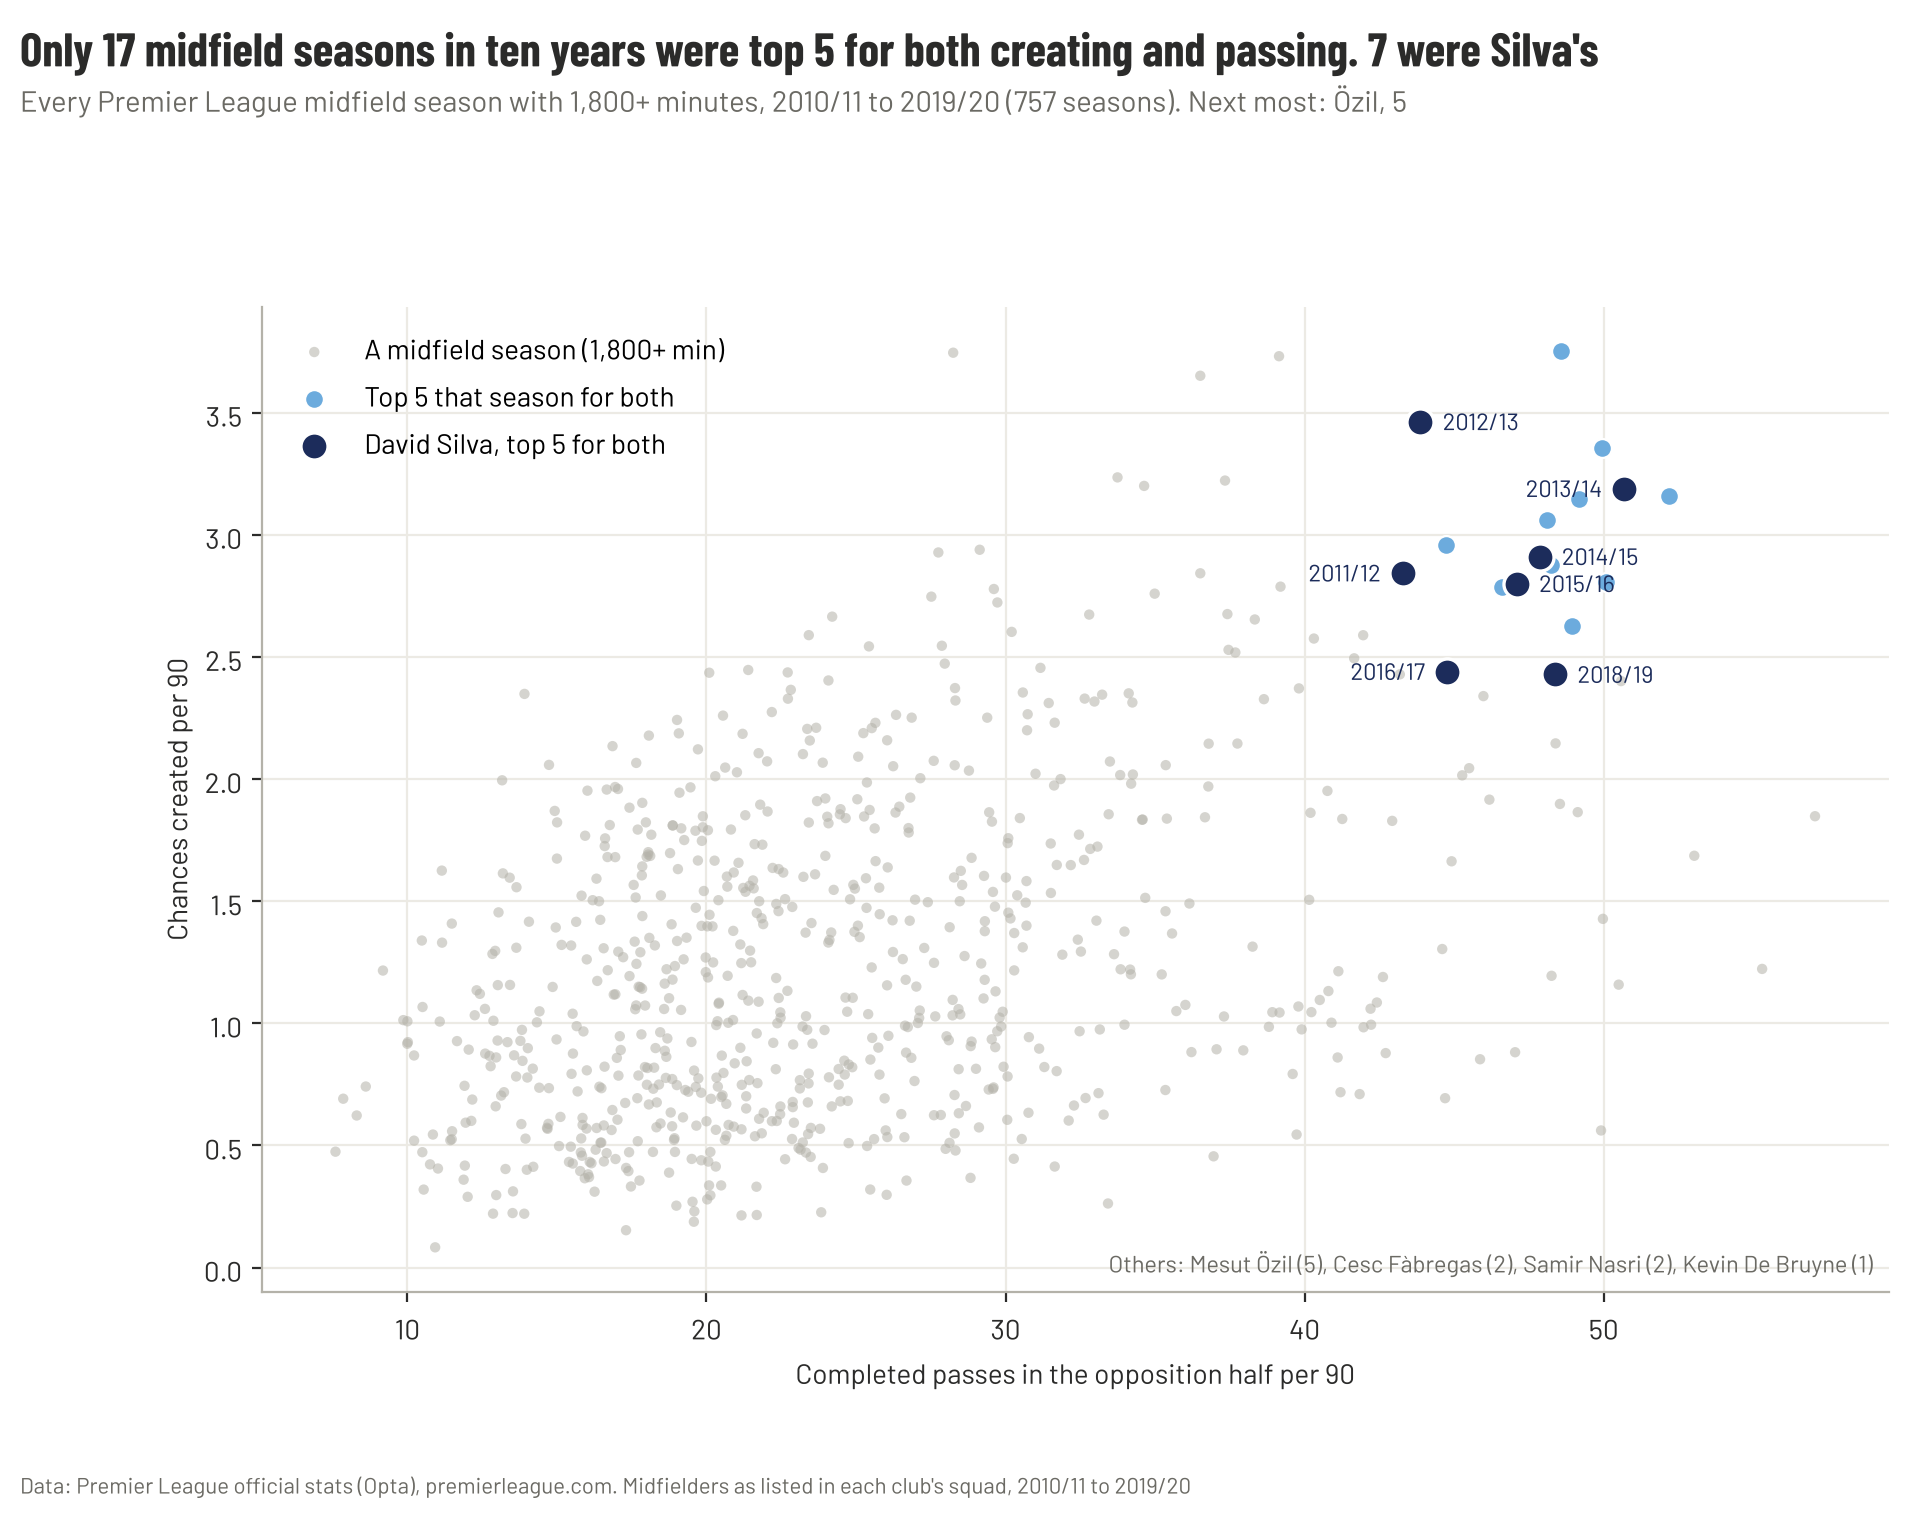 Only 17 midfield seasons in ten years were top 5 for both creating and passing. 7 were Silva's
Every Premier League midfield season with 1,800+ minutes, 2010/11 to 2019/20 (757 seasons). Next most: Özil, 5
A midfield season (1,800+ min)
Top 5 that season for both
David Silva, top 5 for both
3.5
3.0
2.5
2.0
1.5
1.0
0.5
0.0
Chances created per 90
2012/13
2013/14
2014/15
2011/12
2015/16
2016/17
2018/19
Others: Mesut Özil (5), Cesc Fàbregas (2), Samir Nasri (2), Kevin De Bruyne (1)
10
20
30
40
50
Completed passes in the opposition half per 90
Data: Premier League official stats (Opta), premierleague.com. Midfielders as listed in each club's squad, 2010/11 to 2019/20